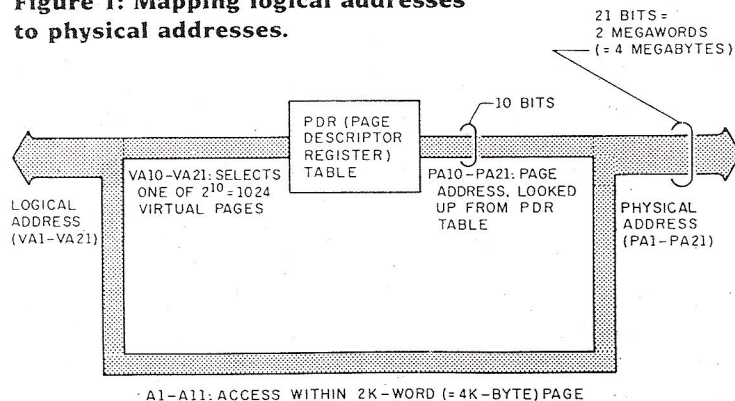 Figure 1: Mapping logical addresses
to physical addresses.
21 BITS=
2 MEGAWORDS
(=4 MEGABYTES)
10 BITS
PDR (PAGE
DESCRIPTOR
REGISTER)
TABLE
VA10-VA21: SELECTS
ONE OF 2¹⁰=1024
VIRTUAL PAGES
PA10-PA21: PAGE
ADDRESS, LOOKED
UP FROM PDR
TABLE
LOGICAL
ADDRESS
(VA1-VA21)
PHYSICAL
ADDRESS
(PA1-PA21)
A1-A11: ACCESS WITHIN 2K-WORD (=4K-BYTE) PAGE